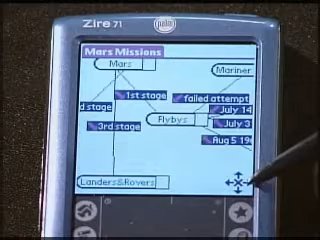 Zire 71
palm
Mars Missions
Mars
Mariner
1st stage
failed attempt
d stage
July 14
Flybys
July 3
3rd stage
Aug 5 19
Landers&Rovers